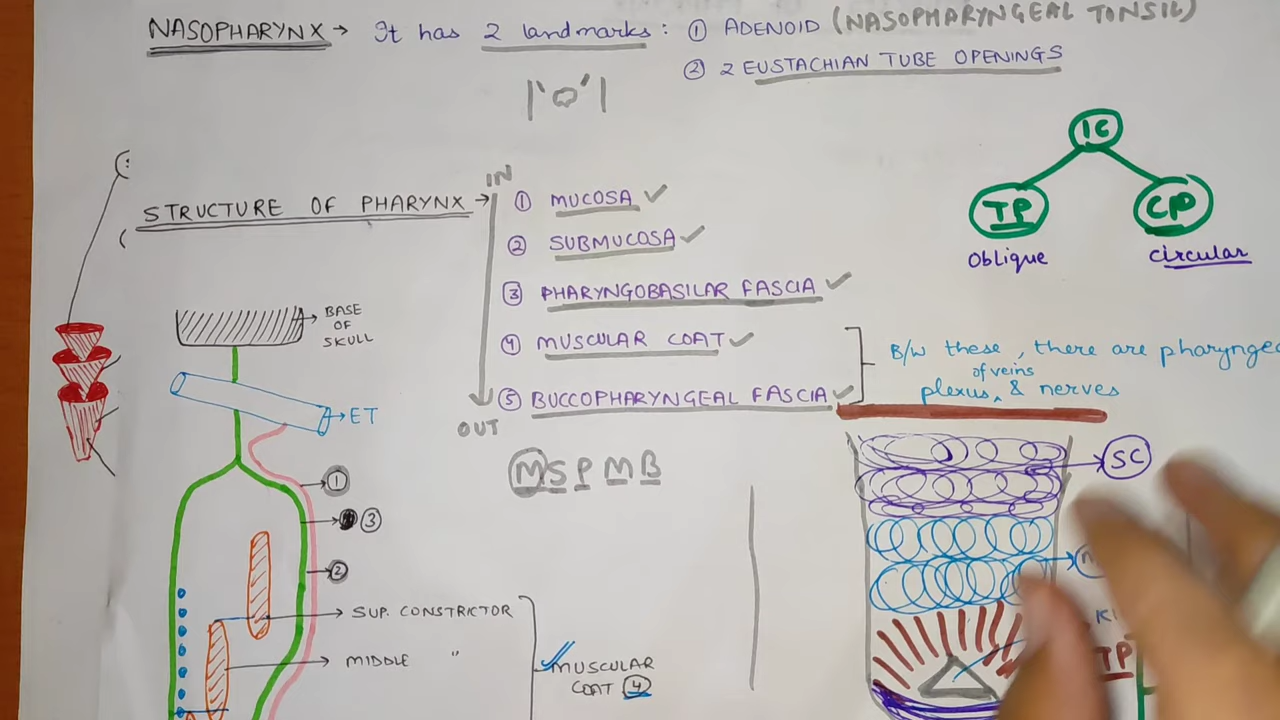 NASOPHARYNX → It has 2 landmarks: ① ADENOID (NASOPHARYNGEAL TONSIL)
② 2 EUSTACHIAN TUBE OPENINGS
IC
TP
CP
Oblique
circular
STRUCTURE OF PHARYNX →
IN
① MUCOSA ✓
② SUBMUCOSA ✓
③ PHARYNGOBASILAR FASCIA ✓
④ MUSCULAR COAT ✓
⑤ BUCCOPHARYNGEAL FASCIA ✓
OUT
B/W these, there are pharynge
of veins
plexus, & nerves
MSPMB
→ BASE
OF
SKULL
→ ET
→ ①
→ ③
→ ②
→ SUP. CONSTRICTOR
→ MIDDLE "
✓ MUSCULAR
COAT ④
→ SC
KI
TP